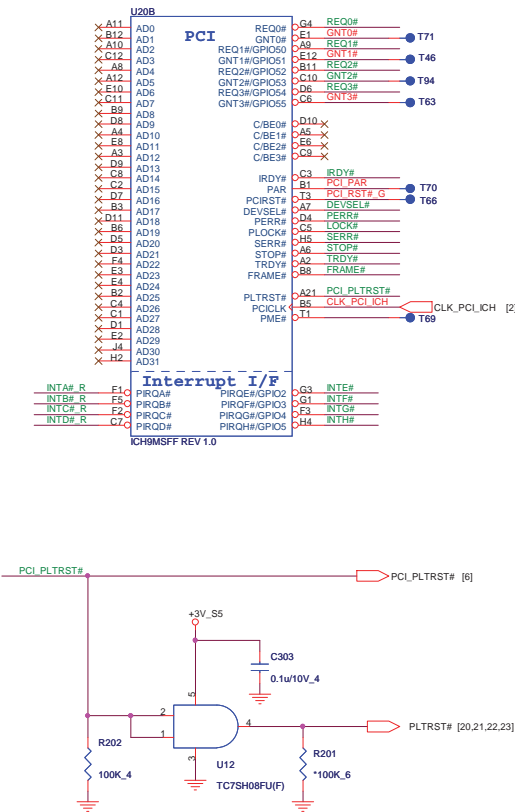 U20B
PCI
A11 AD0 REQ0# G4 REQ0#
B12 AD1 GNT0# E1 GNT0# T71
A10 AD2 REQ1#/GPIO50 A9 REQ1#
C12 AD3 GNT1#/GPIO51 E12 GNT1# T46
A8 AD4 REQ2#/GPIO52 B11 REQ2#
A12 AD5 GNT2#/GPIO53 C10 GNT2# T94
E10 AD6 REQ3#/GPIO54 D6 REQ3#
C11 AD7 GNT3#/GPIO55 C6 GNT3# T63
B9 AD8
D8 AD9 C/BE0# D10
A4 AD10 C/BE1# A5
E8 AD11 C/BE2# E6
A3 AD12 C/BE3# C9
D9 AD13
C8 AD14 IRDY# C3 IRDY#
C2 AD15 PAR B1 PCI_PAR T70
D7 AD16 PCIRST# T3 PCI_RST#_G T66
B3 AD17 DEVSEL# A7 DEVSEL#
D11 AD18 PERR# D4 PERR#
B6 AD19 PLOCK# C5 LOCK#
D5 AD20 SERR# H5 SERR#
D3 AD21 STOP# A6 STOP#
F4 AD22 TRDY# A2 TRDY#
E3 AD23 FRAME# B8 FRAME#
E4 AD24
B2 AD25 PLTRST# A21 PCI_PLTRST#
C4 AD26 PCICLK B5 CLK_PCI_ICH CLK_PCI_ICH [2]
C1 AD27 PME# T1 T69
D1 AD28
E2 AD29
J4 AD30
H2 AD31
Interrupt I/F
INTA#_R F1 PIRQA# PIRQE#/GPIO2 G3 INTE#
INTB#_R F5 PIRQB# PIRQF#/GPIO3 G1 INTF#
INTC#_R F2 PIRQC# PIRQG#/GPIO4 F3 INTG#
INTD#_R C7 PIRQD# PIRQH#/GPIO5 H4 INTH#
ICH9MSFF REV 1.0
PCI_PLTRST# PCI_PLTRST# [6]
+3V_S5
C303
0.1u/10V_4
5
2
4 PLTRST# [20,21,22,23]
1
3
R202
100K_4
U12
TC7SH08FU(F)
R201
*100K_6